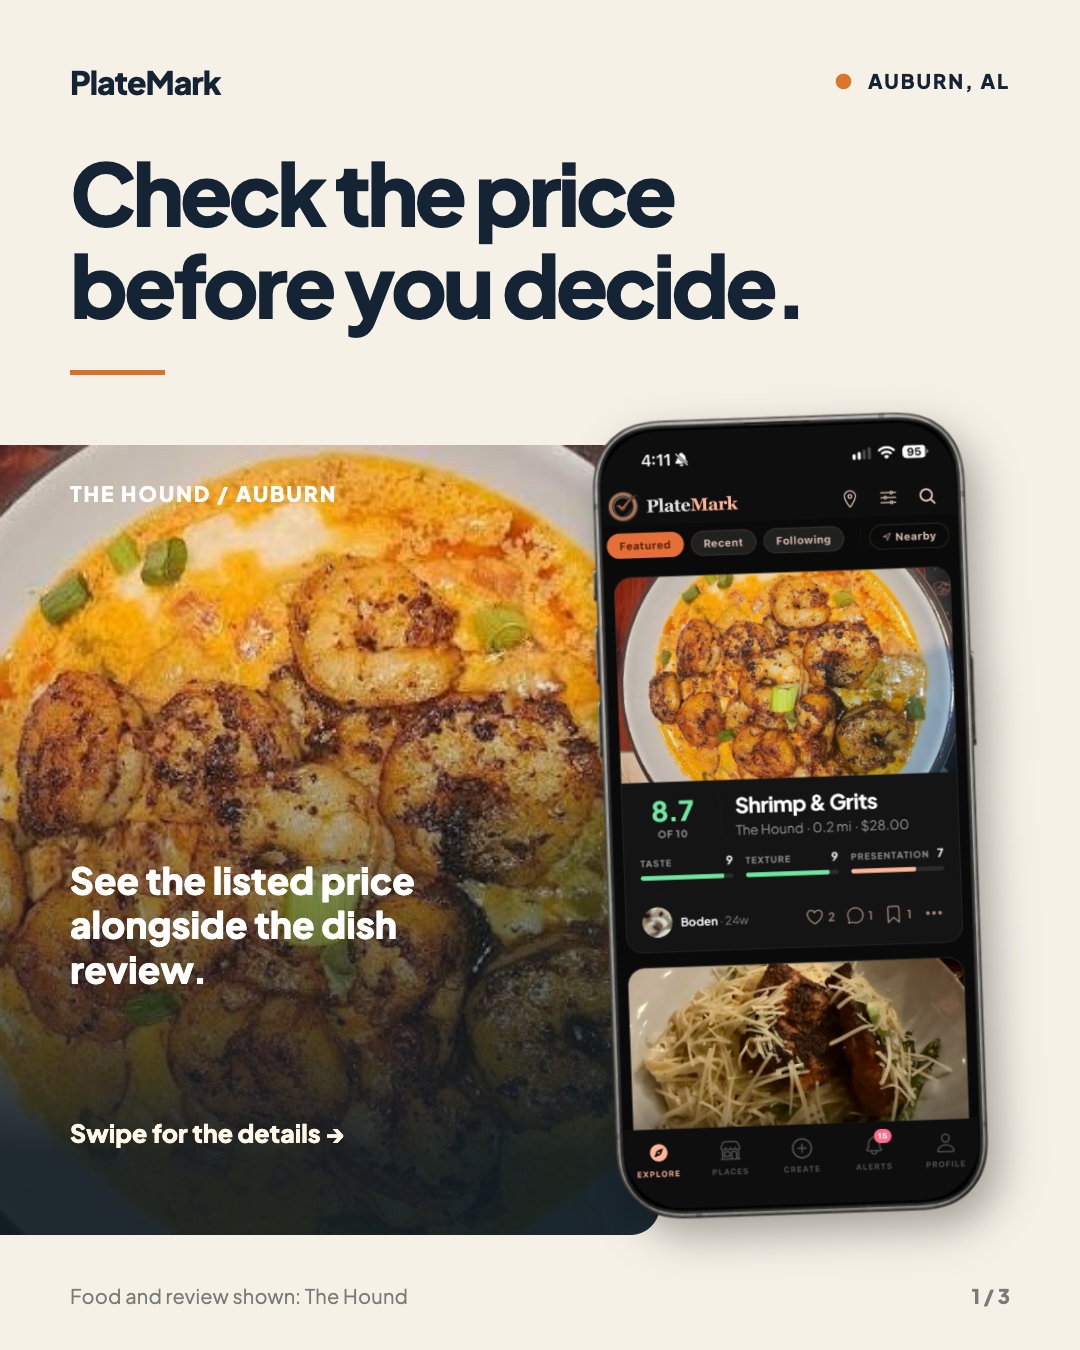 PlateMark
AUBURN, AL
Check the price
before you decide.
THE HOUND / AUBURN
See the listed price
alongside the dish
review.
Swipe for the details →
4:11
95
PlateMark
Featured
Recent
Following
Nearby
8.7
OF 10
Shrimp & Grits
The Hound · 0.2 mi · $28.00
TASTE 9
TEXTURE 9
PRESENTATION 7
Boden · 24w
2
1
1
EXPLORE
PLACES
CREATE
15
ALERTS
PROFILE
Food and review shown: The Hound
1 / 3